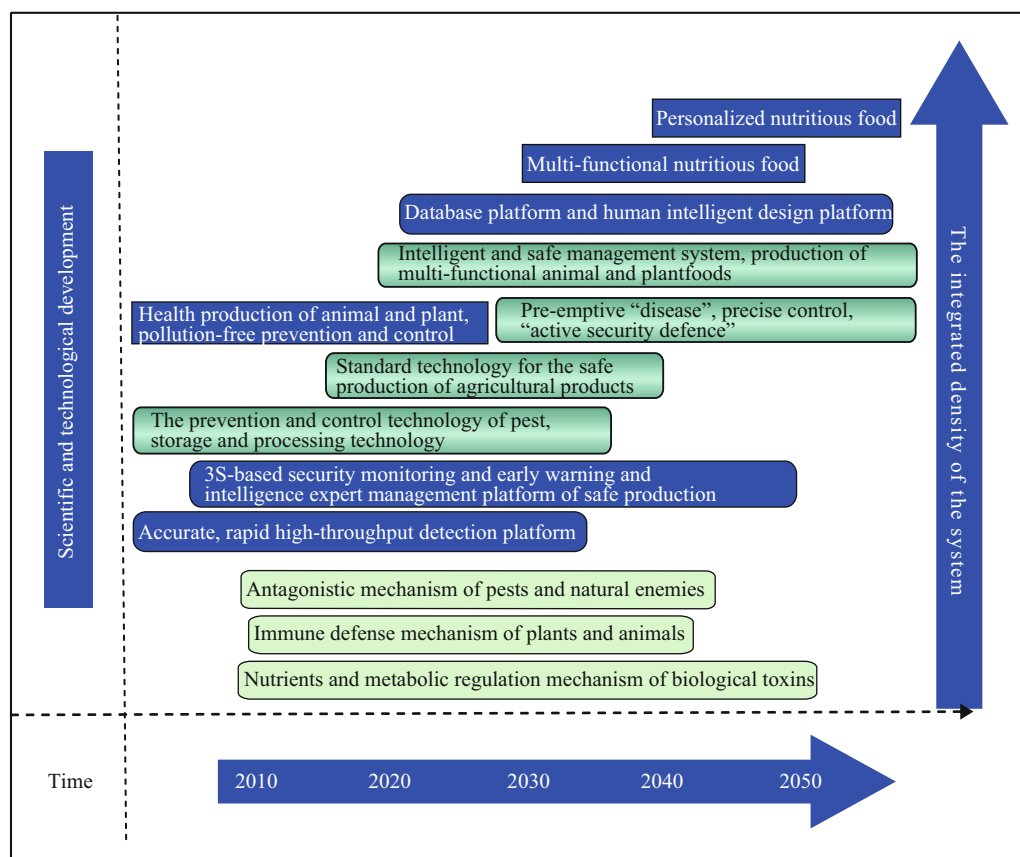 Personalized nutritious food
Multi-functional nutritious food
Database platform and human intelligent design platform
Intelligent and safe management system, production of
multi-functional animal and plantfoods
Health production of animal and plant,
pollution-free prevention and control
Pre-emptive “disease”, precise control,
“active security defence”
Standard technology for the safe
production of agricultural products
The prevention and control technology of pest,
storage and processing technology
3S-based security monitoring and early warning and
intelligence expert management platform of safe production
Accurate, rapid high-throughput detection platform
Antagonistic mechanism of pests and natural enemies
Immune defense mechanism of plants and animals
Nutrients and metabolic regulation mechanism of biological toxins
Scientific and technological development
The integrated density of the system
Time
2010 2020 2030 2040 2050